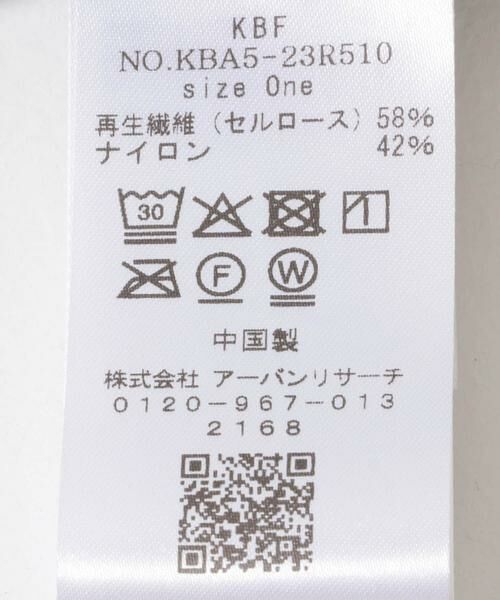 KBF
NO.KBA5-23R510
size One
再生繊維（セルロース）58%
ナイロン 42%
30
F W
中国製
株式会社 アーバンリサーチ
0120-967-013
2168